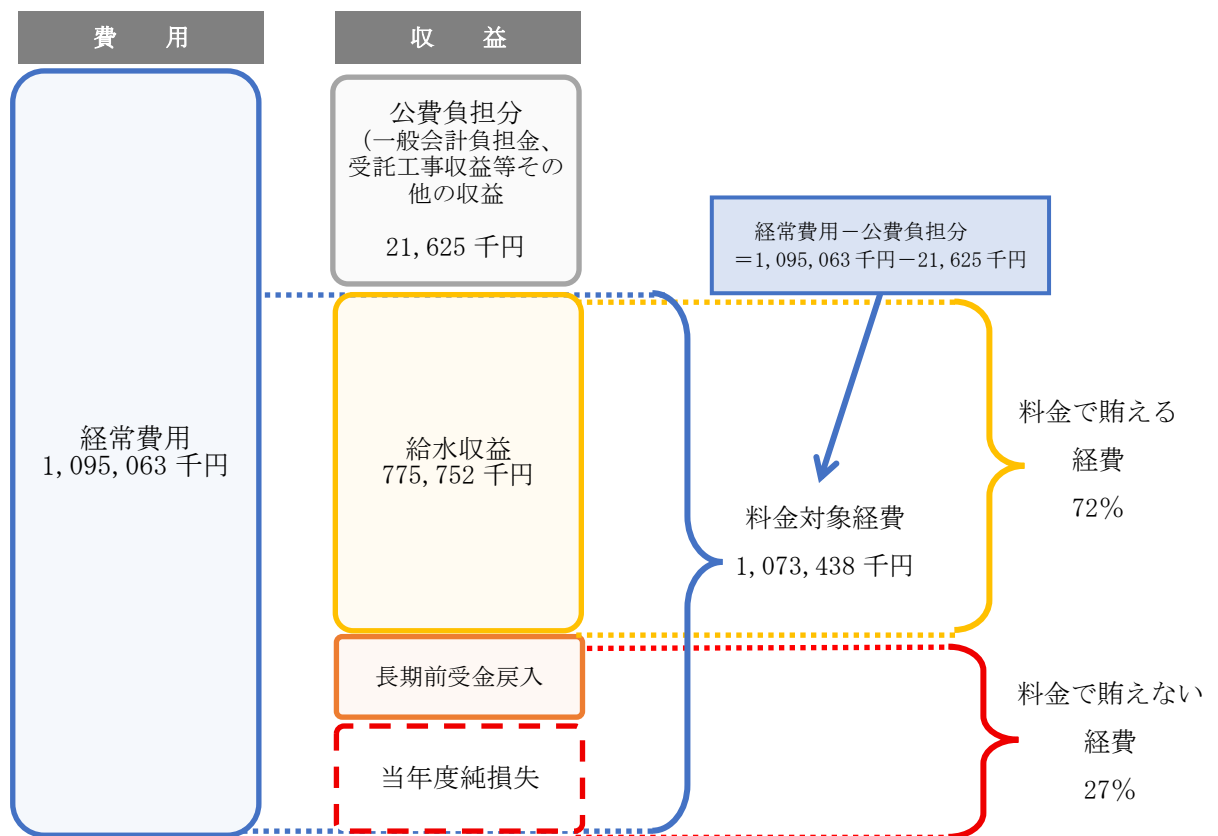 費　用
収　益
公費負担分
(一般会計負担金、
受託工事収益等その
他の収益
21,625 千円
経常費用－公費負担分
＝1,095,063 千円－21,625 千円
経常費用
1,095,063 千円
給水収益
775,752 千円
料金で賄える
経費
72%
料金対象経費
1,073,438 千円
長期前受金戻入
当年度純損失
料金で賄えない
経費
27%